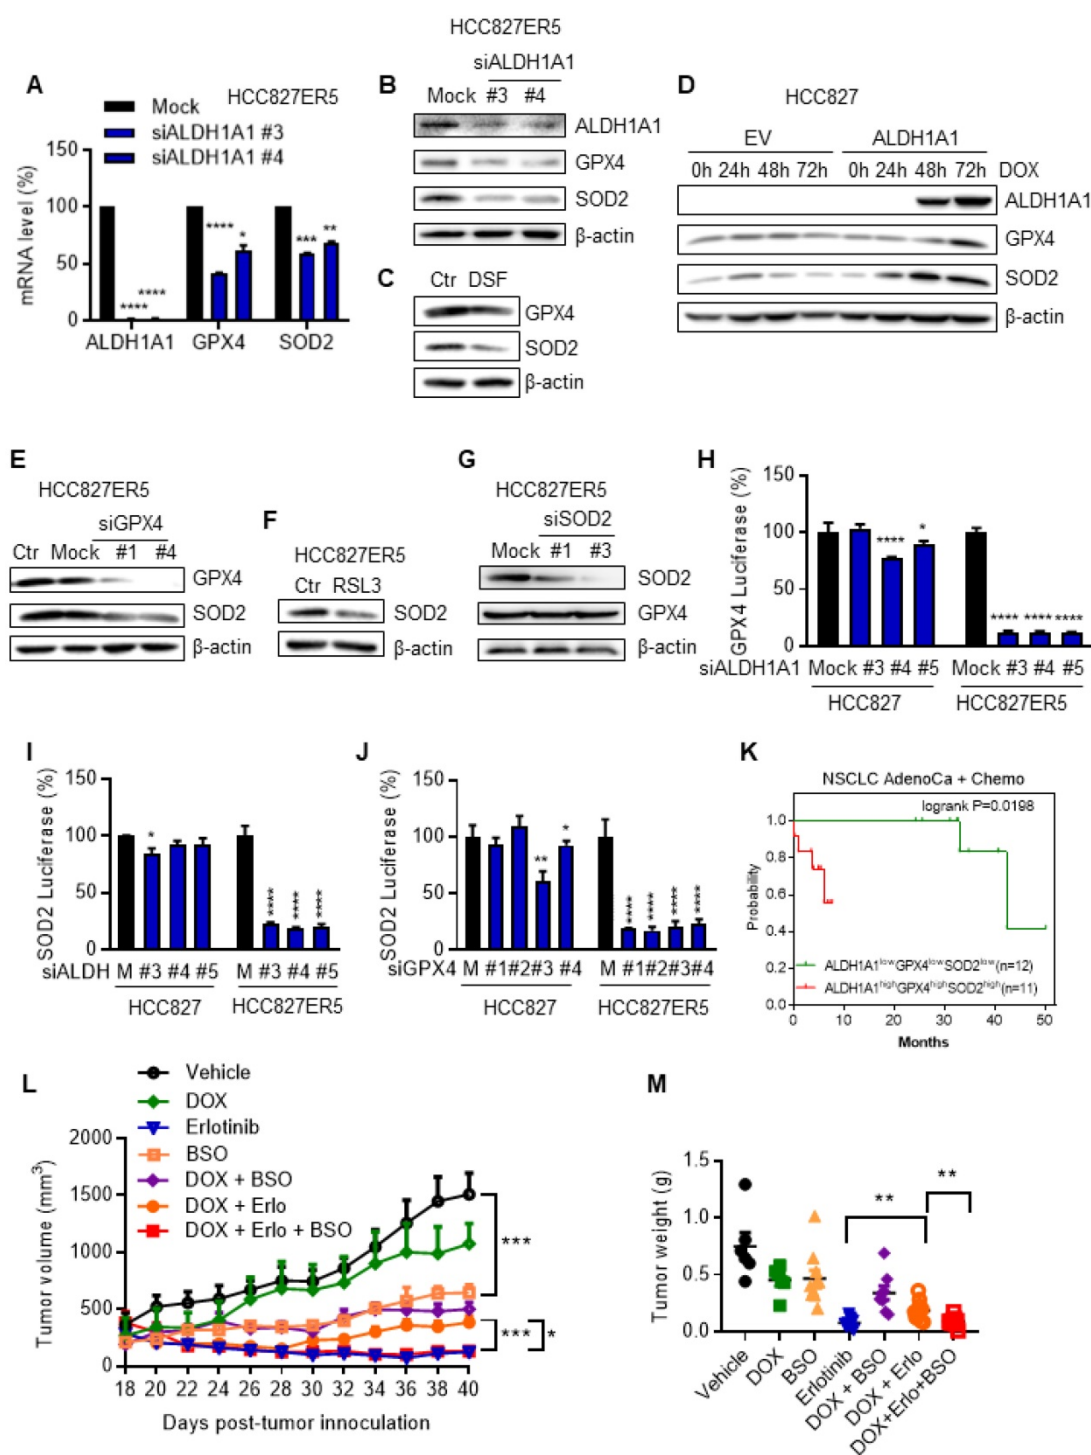 A
HCC827ER5
Mock
siALDH1A1 #3
siALDH1A1 #4
mRNA level (%)
150
100
50
0
**** ****
**** *
*** **
ALDH1A1 GPX4 SOD2
HCC827ER5
siALDH1A1
B
Mock #3 #4
ALDH1A1
GPX4
SOD2
β-actin
C
Ctr DSF
GPX4
SOD2
β-actin
D
HCC827
EV ALDH1A1
0h 24h 48h 72h 0h 24h 48h 72h DOX
ALDH1A1
GPX4
SOD2
β-actin
E
HCC827ER5
siGPX4
Ctr Mock #1 #4
GPX4
SOD2
β-actin
F
HCC827ER5
Ctr RSL3
SOD2
β-actin
G
HCC827ER5
siSOD2
Mock #1 #3
SOD2
GPX4
β-actin
H
GPX4 Luciferase (%)
150
100
50
0
**** *
**** **** ****
siALDH1A1 Mock #3 #4 #5 Mock #3 #4 #5
HCC827 HCC827ER5
I
SOD2 Luciferase (%)
150
100
50
0
*
**** **** ****
siALDH M #3 #4 #5 M #3 #4 #5
HCC827 HCC827ER5
J
SOD2 Luciferase (%)
150
100
50
0
** *
**** **** **** ****
siGPX4 M #1 #2 #3 #4 M #1 #2 #3 #4
HCC827 HCC827ER5
K
NSCLC AdenoCa + Chemo
logrank P=0.0198
Probability
1.0
0.8
0.6
0.4
0.2
0.0
ALDH1A1lowGPX4lowSOD2low(n=12)
ALDH1A1highGPX4highSOD2high(n=11)
0 10 20 30 40 50
Months
L
Vehicle
DOX
Erlotinib
BSO
DOX + BSO
DOX + Erlo
DOX + Erlo + BSO
Tumor volume (mm3)
2000
1500
1000
500
0
***
*** *
18 20 22 24 26 28 30 32 34 36 38 40
Days post-tumor innoculation
M
Tumor weight (g)
1.5
1.0
0.5
0.0
** **
Vehicle
DOX
BSO
Erlotinib
DOX + BSO
DOX + Erlo
DOX+Erlo+BSO